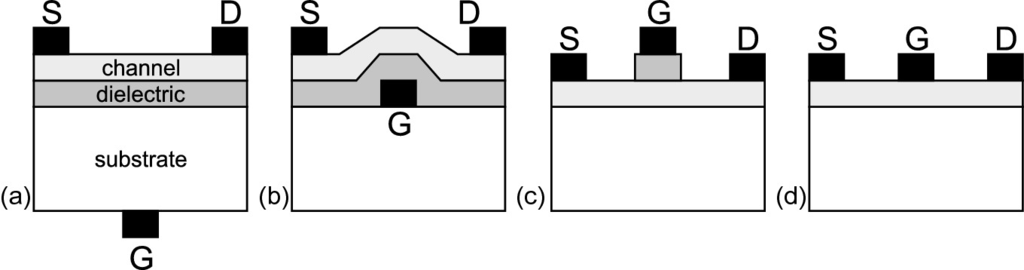 S D
channel
dielectric
substrate
(a)
G
S D
G
(b)
G
S D
(c)
S G D
(d)